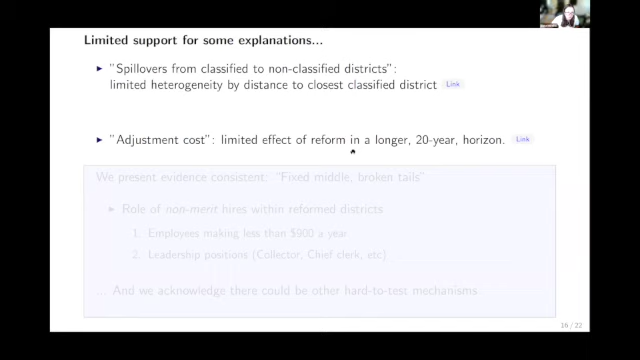 Limited support for some explanations...
▶ "Spillovers from classified to non-classified districts":
limited heterogeneity by distance to closest classified district Link
▶ "Adjustment cost": limited effect of reform in a longer, 20-year, horizon. Link
We present evidence consistent: "Fixed middle, broken tails"
▶ Role of non-merit hires within reformed districts
1. Employees making less than $900 a year
2. Leadership positions (Collector, Chief clerk, etc)
... And we acknowledge there could be other hard-to-test mechanisms
16 / 22